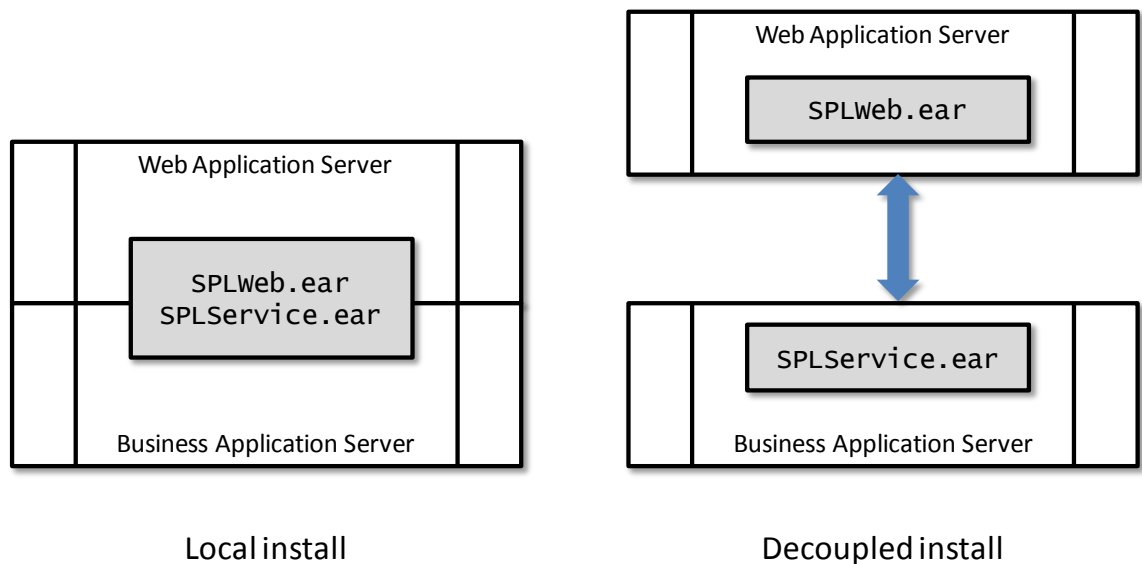 Web Application Server
SPLWeb.ear
SPLService.ear
Business Application Server
Local install
Web Application Server
SPLWeb.ear
SPLService.ear
Business Application Server
Decoupled install